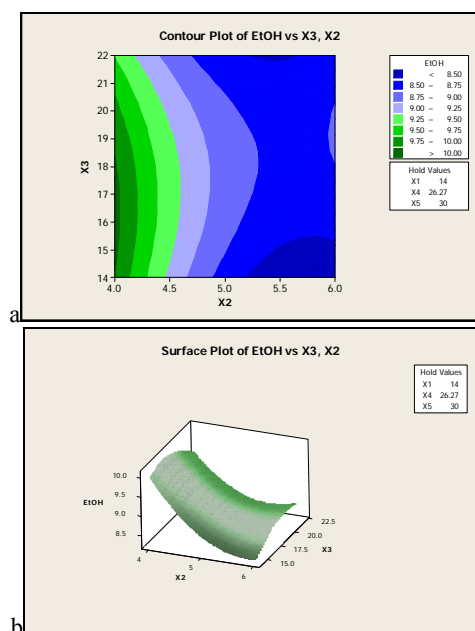 Contour Plot of EtOH vs X3, X2
22
21
20
19
18
17
16
15
14
X3
4.0 4.5 5.0 5.5 6.0
X2
EtOH
< 8.50
8.50 – 8.75
8.75 – 9.00
9.00 – 9.25
9.25 – 9.50
9.50 – 9.75
9.75 – 10.00
> 10.00
Hold Values
X1 14
X4 26.27
X5 30
a
Surface Plot of EtOH vs X3, X2
Hold Values
X1 14
X4 26.27
X5 30
10.0
9.5
9.0
8.5
EtOH
4 5 6
X2
15.0
17.5
20.0
22.5
X3
b